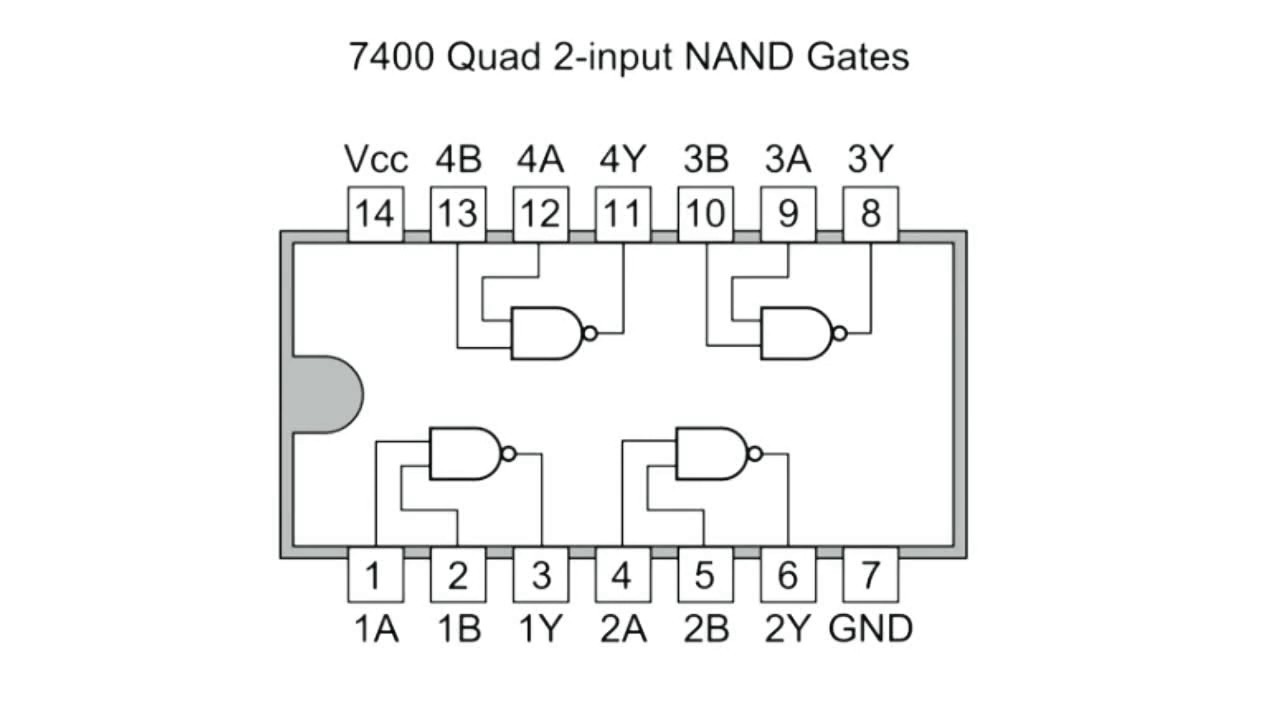 7400 Quad 2-input NAND Gates
Vcc 4B 4A 4Y 3B 3A 3Y
14 13 12 11 10 9 8
1 2 3 4 5 6 7
1A 1B 1Y 2A 2B 2Y GND